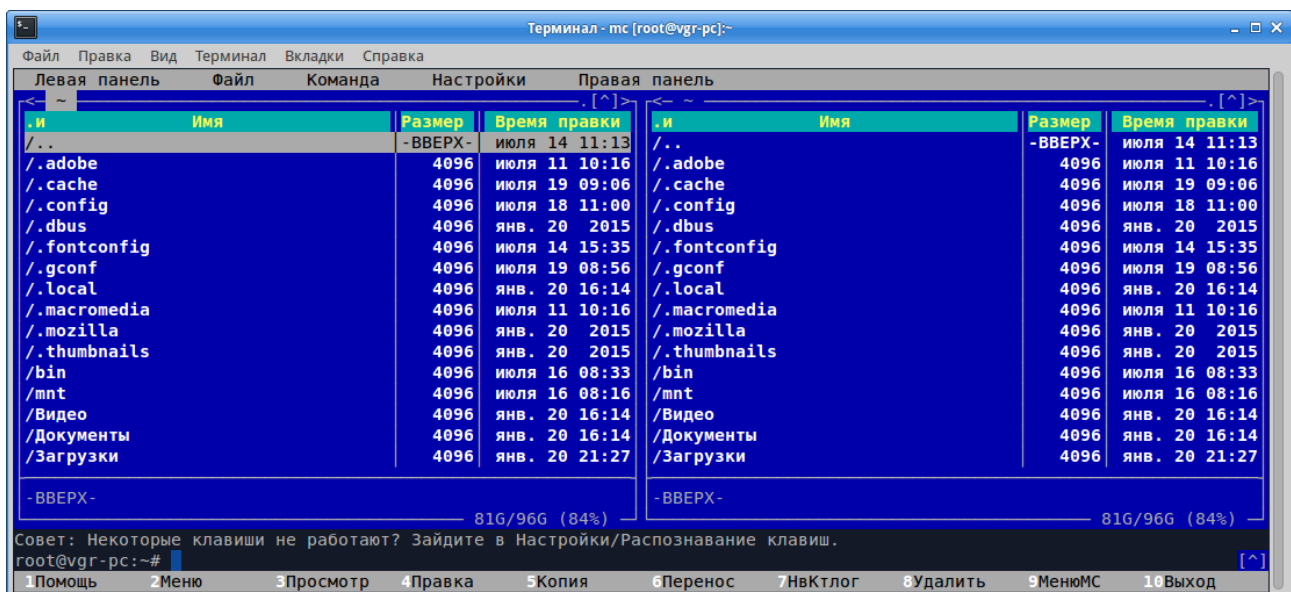 Терминал - mc [root@vgr-pc]:~
Файл Правка Вид Терминал Вкладки Справка
Левая панель Файл Команда Настройки Правая панель
<— ~ .[^]> <— ~ .[^]>
.и Имя Размер Время правки .и Имя Размер Время правки
/.. -ВВЕРХ- июля 14 11:13 /.. -ВВЕРХ- июля 14 11:13
/.adobe 4096 июля 11 10:16 /.adobe 4096 июля 11 10:16
/.cache 4096 июля 19 09:06 /.cache 4096 июля 19 09:06
/.config 4096 июля 18 11:00 /.config 4096 июля 18 11:00
/.dbus 4096 янв. 20 2015 /.dbus 4096 янв. 20 2015
/.fontconfig 4096 июля 14 15:35 /.fontconfig 4096 июля 14 15:35
/.gconf 4096 июля 19 08:56 /.gconf 4096 июля 19 08:56
/.local 4096 янв. 20 16:14 /.local 4096 янв. 20 16:14
/.macromedia 4096 июля 11 10:16 /.macromedia 4096 июля 11 10:16
/.mozilla 4096 янв. 20 2015 /.mozilla 4096 янв. 20 2015
/.thumbnails 4096 янв. 20 2015 /.thumbnails 4096 янв. 20 2015
/bin 4096 июля 16 08:33 /bin 4096 июля 16 08:33
/mnt 4096 июля 16 08:16 /mnt 4096 июля 16 08:16
/Видео 4096 янв. 20 16:14 /Видео 4096 янв. 20 16:14
/Документы 4096 янв. 20 16:14 /Документы 4096 янв. 20 16:14
/Загрузки 4096 янв. 20 21:27 /Загрузки 4096 янв. 20 21:27
-ВВЕРХ- -ВВЕРХ-
81G/96G (84%) 81G/96G (84%)
Совет: Некоторые клавиши не работают? Зайдите в Настройки/Распознавание клавиш.
root@vgr-pc:~# [^]
1Помощь 2Меню 3Просмотр 4Правка 5Копия 6Перенос 7НвКтлог 8Удалить 9МенюМС 10Выход